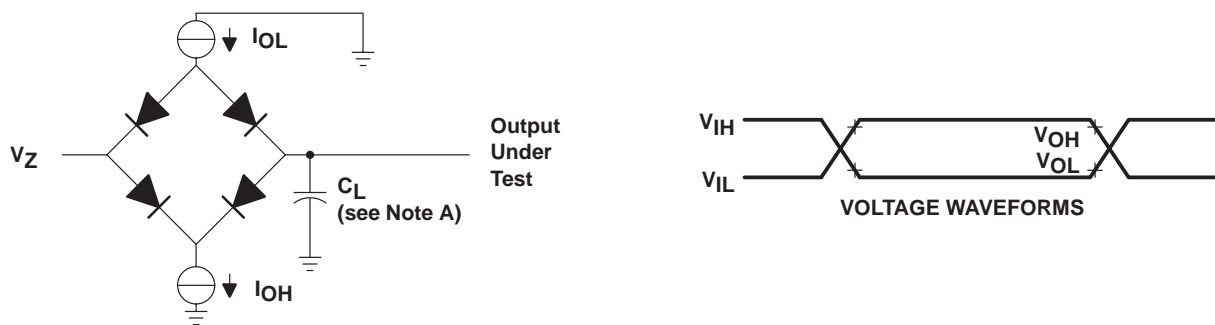 IOL
VZ
Output
Under
Test
CL
(see Note A)
IOH
VIH
VIL
VOH
VOL
VOLTAGE WAVEFORMS